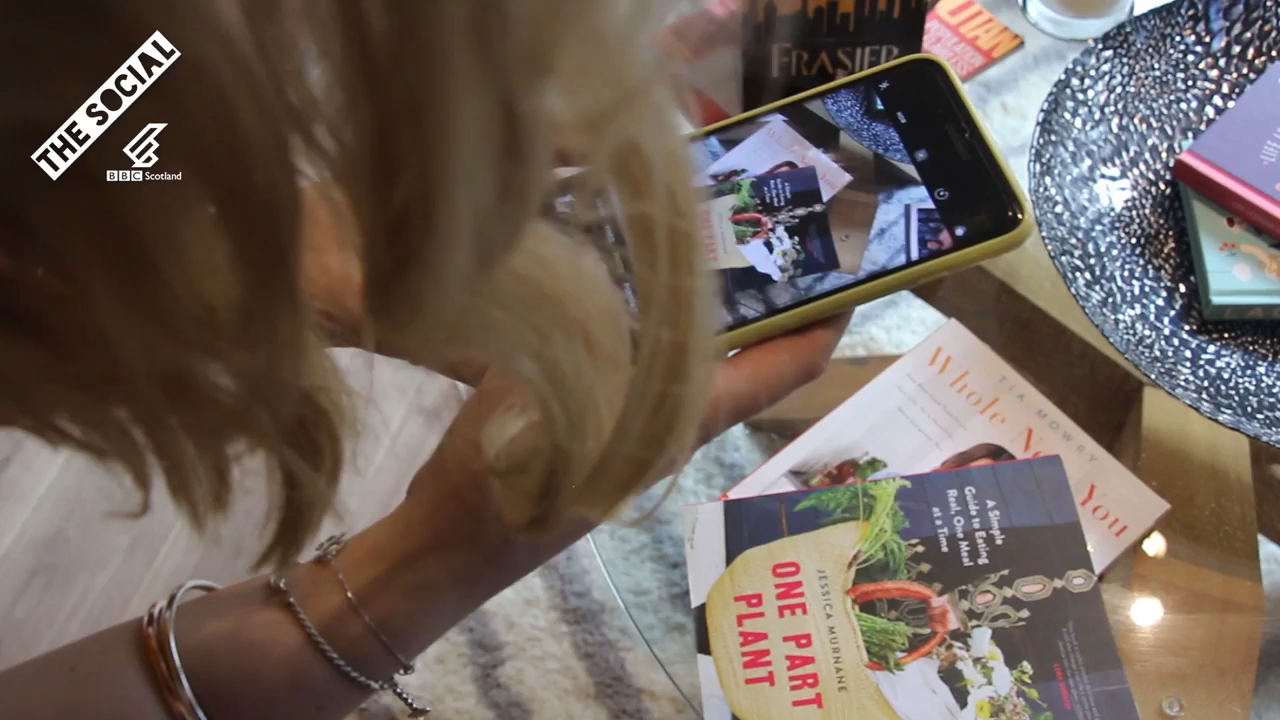 THE SOCIAL
BBC Scotland
FRASIER
TIA MOWRY
Whole New
You
A Simple
Guide to Eating
Real, One Meal
at a Time
JESSICA MURNANE
ONE PART
PLANT